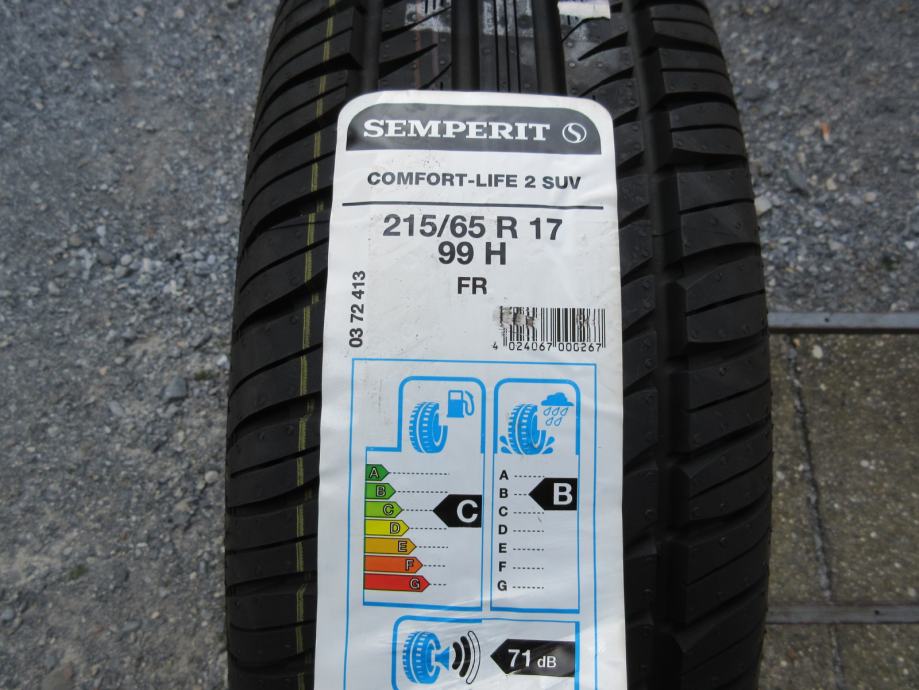 SEMPERIT
COMFORT-LIFE 2 SUV
215/65 R 17
99 H
FR
03 72 413
4 024067 000267
A
B
C
D
E
F
G
C
A
B
C
D
E
F
G
B
71 dB